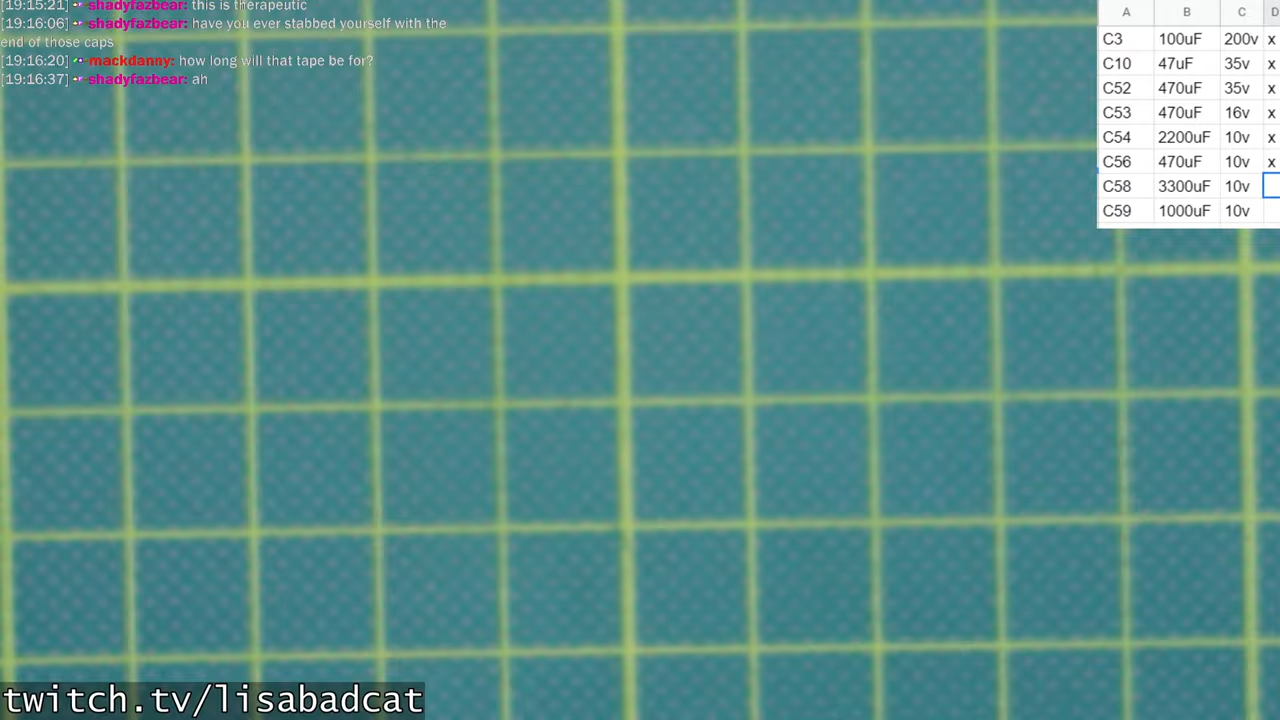 [19:15:21] shadyfazbear: this is therapeutic
[19:16:06] shadyfazbear: have you ever stabbed yourself with the
end of those caps
[19:16:20] mackdanny: how long will that tape be for?
[19:16:37] shadyfazbear: ah
A B C D
C3 100uF 200v x
C10 47uF 35v x
C52 470uF 35v x
C53 470uF 16v x
C54 2200uF 10v x
C56 470uF 10v x
C58 3300uF 10v
C59 1000uF 10v
twitch.tv/lisabadcat